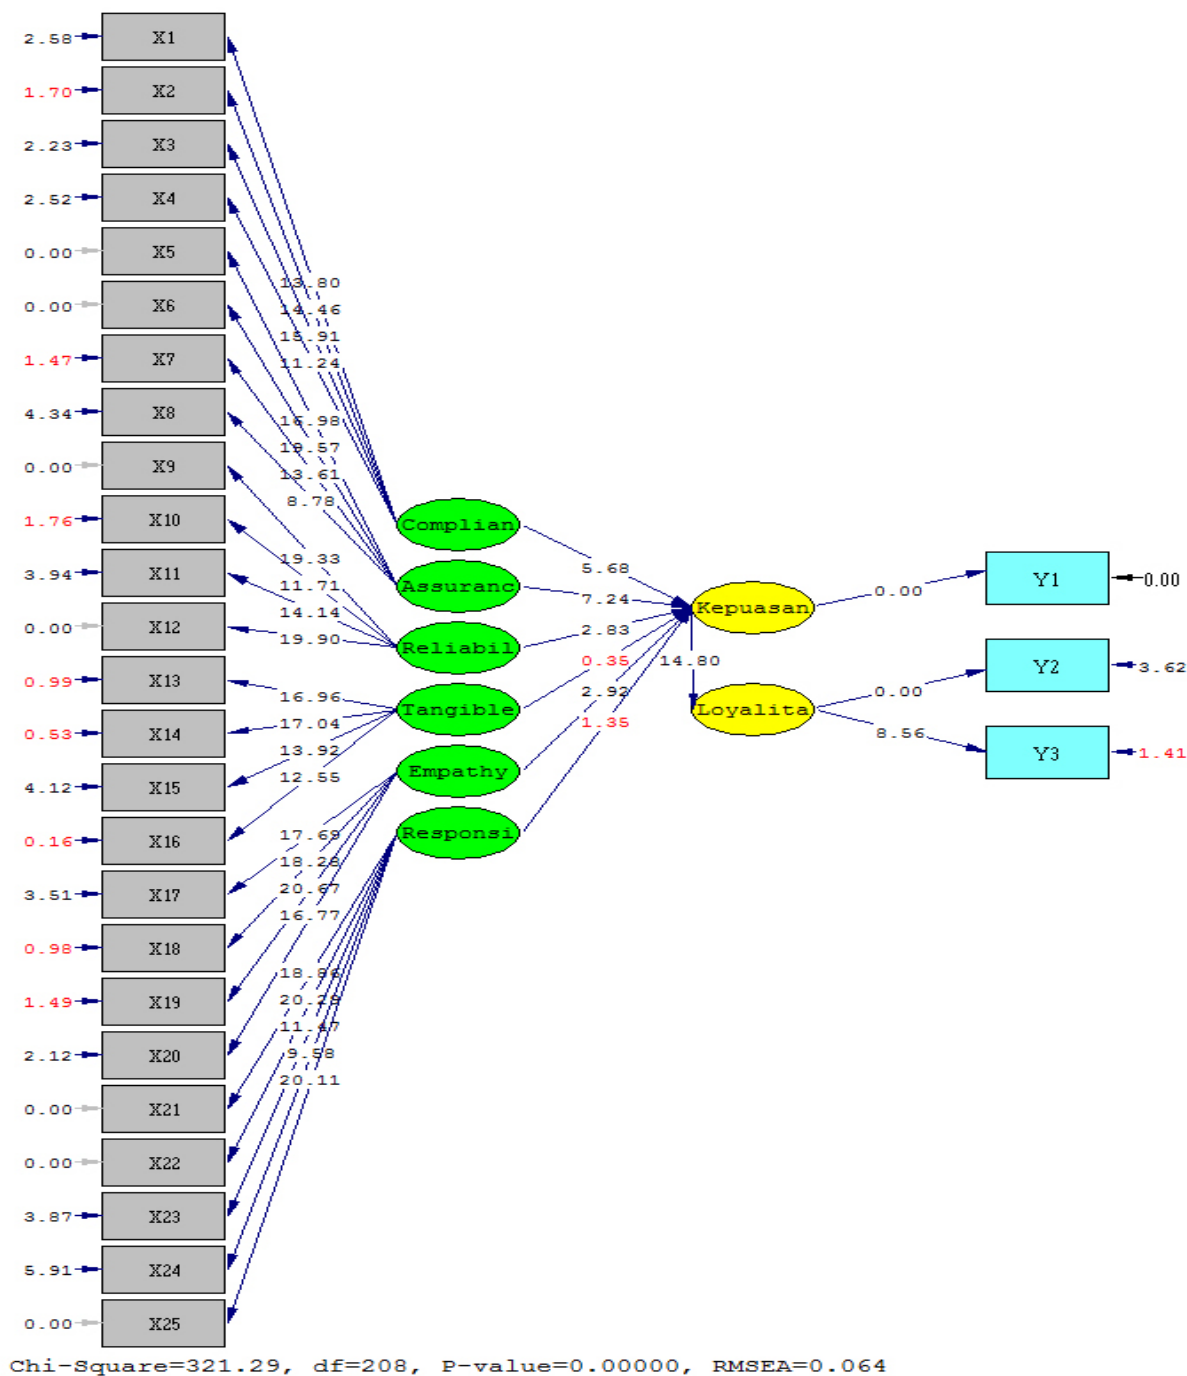 2.58 X1
1.70 X2
2.23 X3
2.52 X4
0.00 X5
0.00 X6
1.47 X7
4.34 X8
0.00 X9
1.76 X10
3.94 X11
0.00 X12
0.99 X13
0.53 X14
4.12 X15
0.16 X16
3.51 X17
0.98 X18
1.49 X19
2.12 X20
0.00 X21
0.00 X22
3.87 X23
5.91 X24
0.00 X25
13.80
14.46
15.91
11.24
16.98
19.57
13.61
8.78
19.33
11.71
14.14
19.90
16.96
17.04
13.92
12.55
17.69
18.28
20.67
16.77
18.86
20.29
11.47
9.58
20.11
Complian
Assuranc
Reliabil
Tangible
Empathy
Responsi
5.68
7.24
2.83
0.35
2.92
1.35
Kepuasan
14.80
Loyalita
0.00
0.00
8.56
Y1 0.00
Y2 3.62
Y3 1.41
Chi-Square=321.29, df=208, P-value=0.00000, RMSEA=0.064